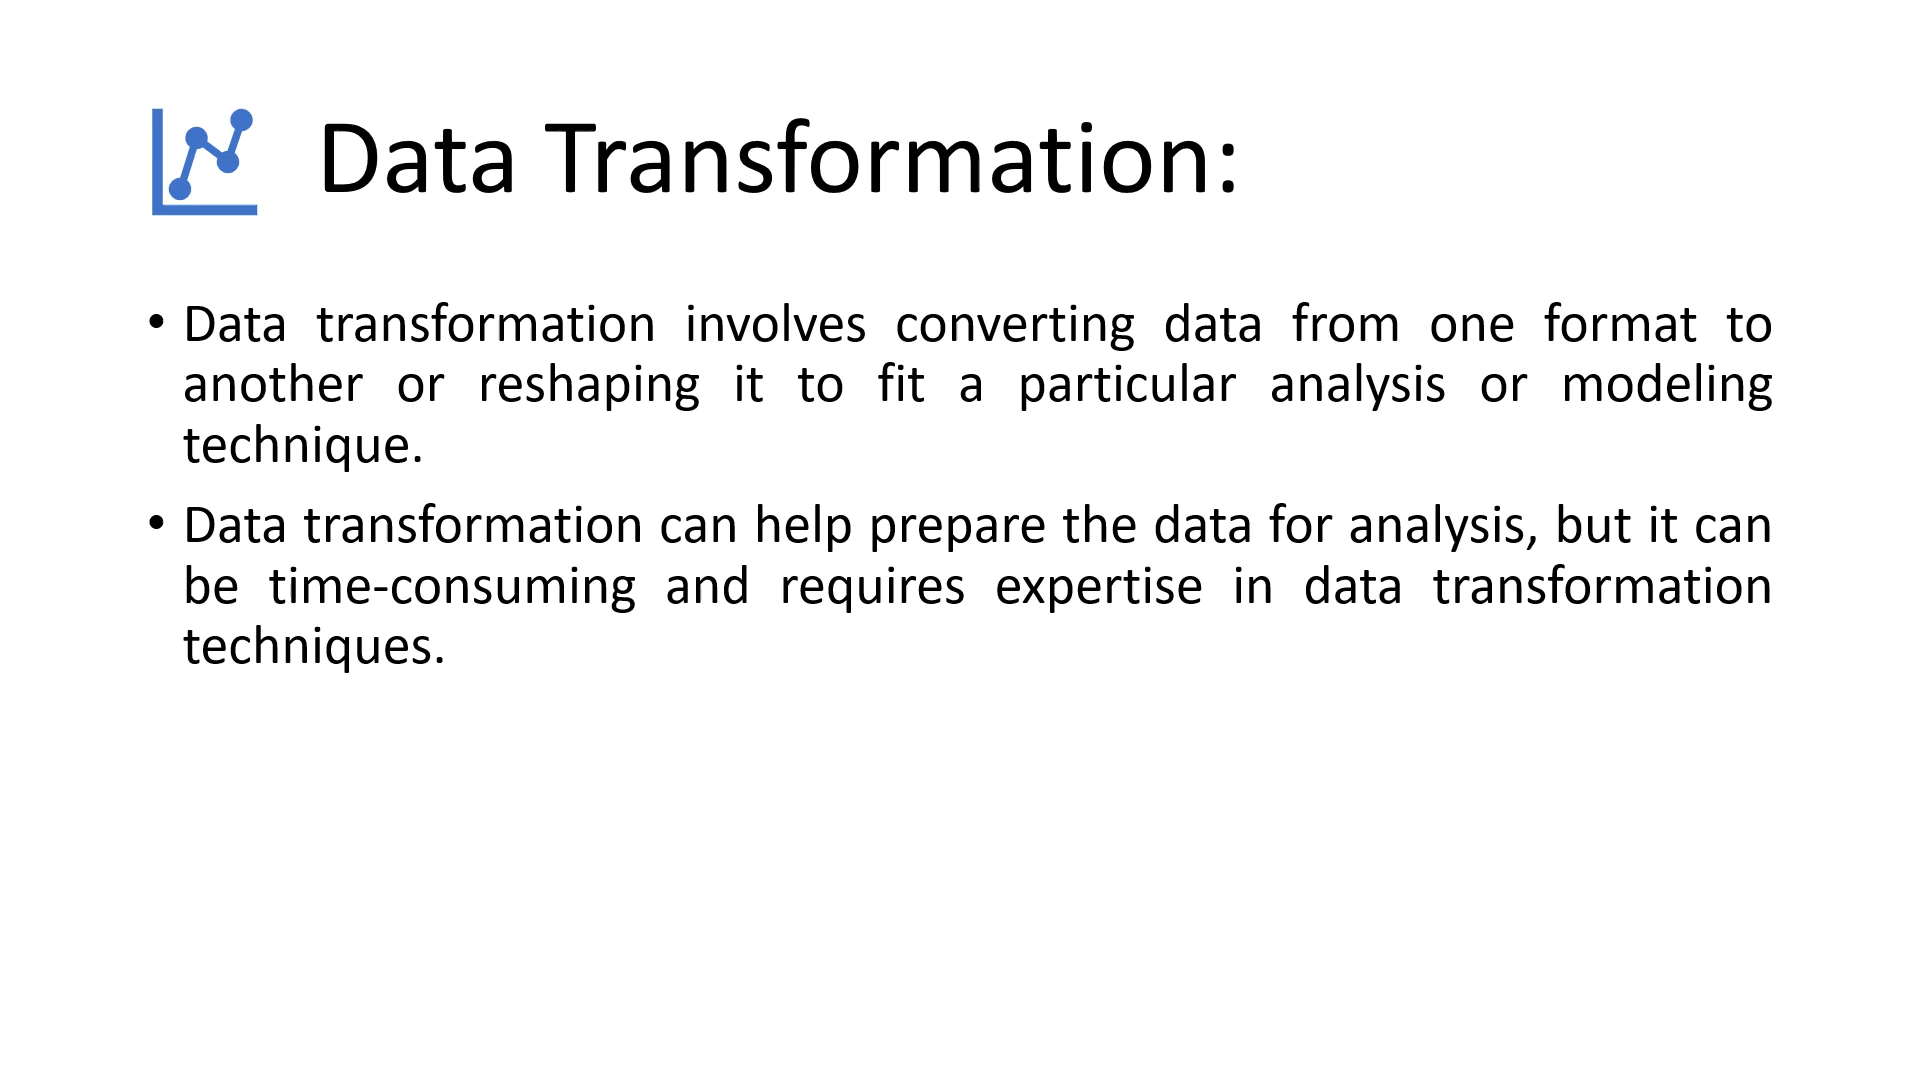 Data Transformation:
• Data transformation involves converting data from one format to
another or reshaping it to fit a particular analysis or modeling
technique.
• Data transformation can help prepare the data for analysis, but it can
be time-consuming and requires expertise in data transformation
techniques.